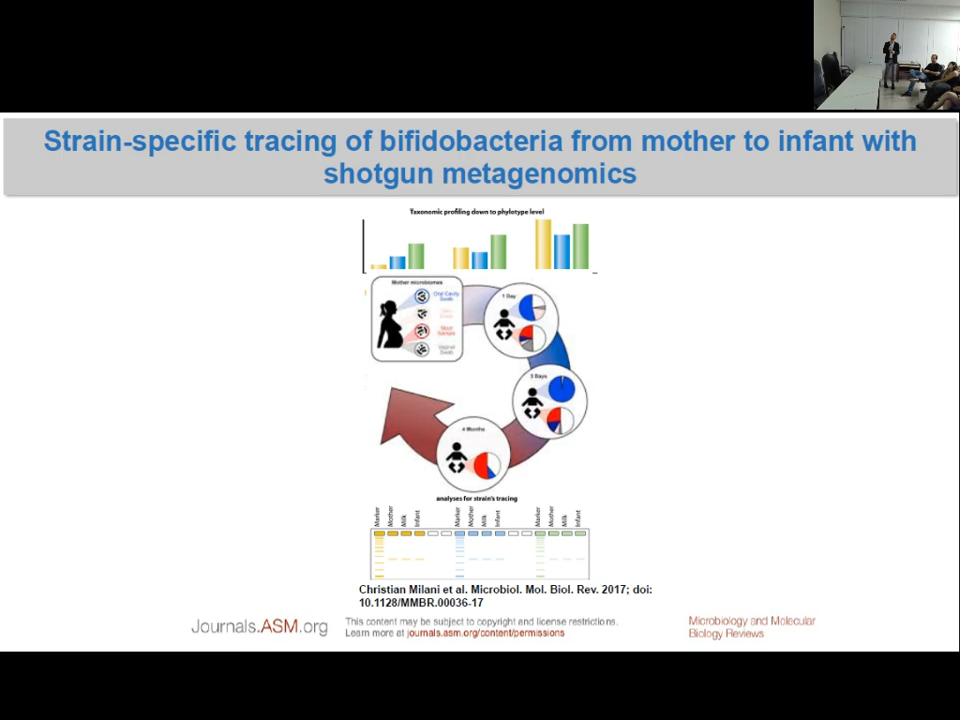 Strain-specific tracing of bifidobacteria from mother to infant with
shotgun metagenomics
Taxonomic profiling down to phylotype level
Mother microbiomes
Oral Cavity
Swab
Vaginal
Swab
1 Day
3 Days
4 Months
analyses for strain's tracing
Marker
Mother
Milk
Infant
Marker
Mother
Milk
Infant
Marker
Mother
Milk
Infant
Christian Milani et al. Microbiol. Mol. Biol. Rev. 2017; doi:
10.1128/MMBR.00036-17
Journals.ASM.org
This content may be subject to copyright and license restrictions.
Learn more at journals.asm.org/content/permissions
Microbiology and Molecular
Biology Reviews